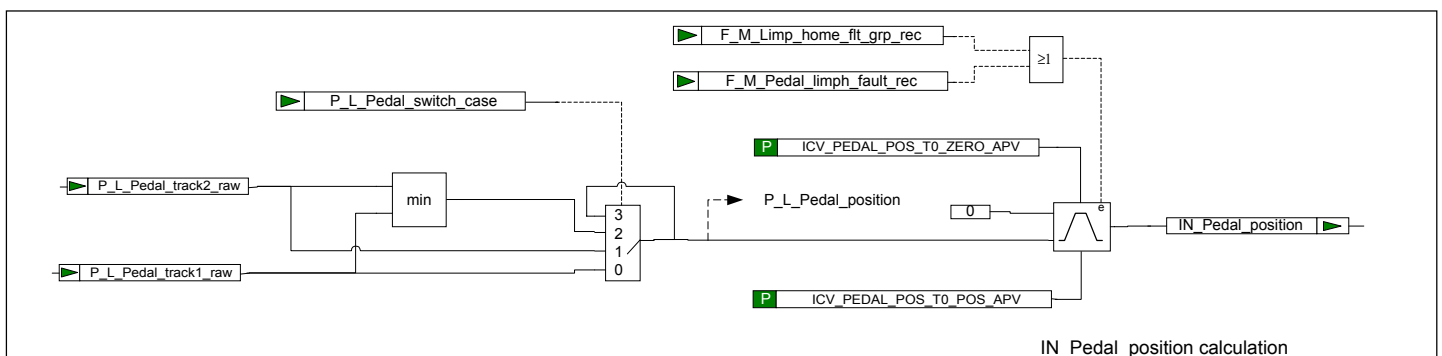 F_M_Limp_home_flt_grp_rec
≥1
F_M_Pedal_limph_fault_rec
P_L_Pedal_switch_case
P ICV_PEDAL_POS_T0_ZERO_APV
P_L_Pedal_track2_raw
min
P_L_Pedal_position
0
e
3
2
1
0
IN_Pedal_position
P_L_Pedal_track1_raw
P ICV_PEDAL_POS_T0_POS_APV
IN_Pedal_position calculation